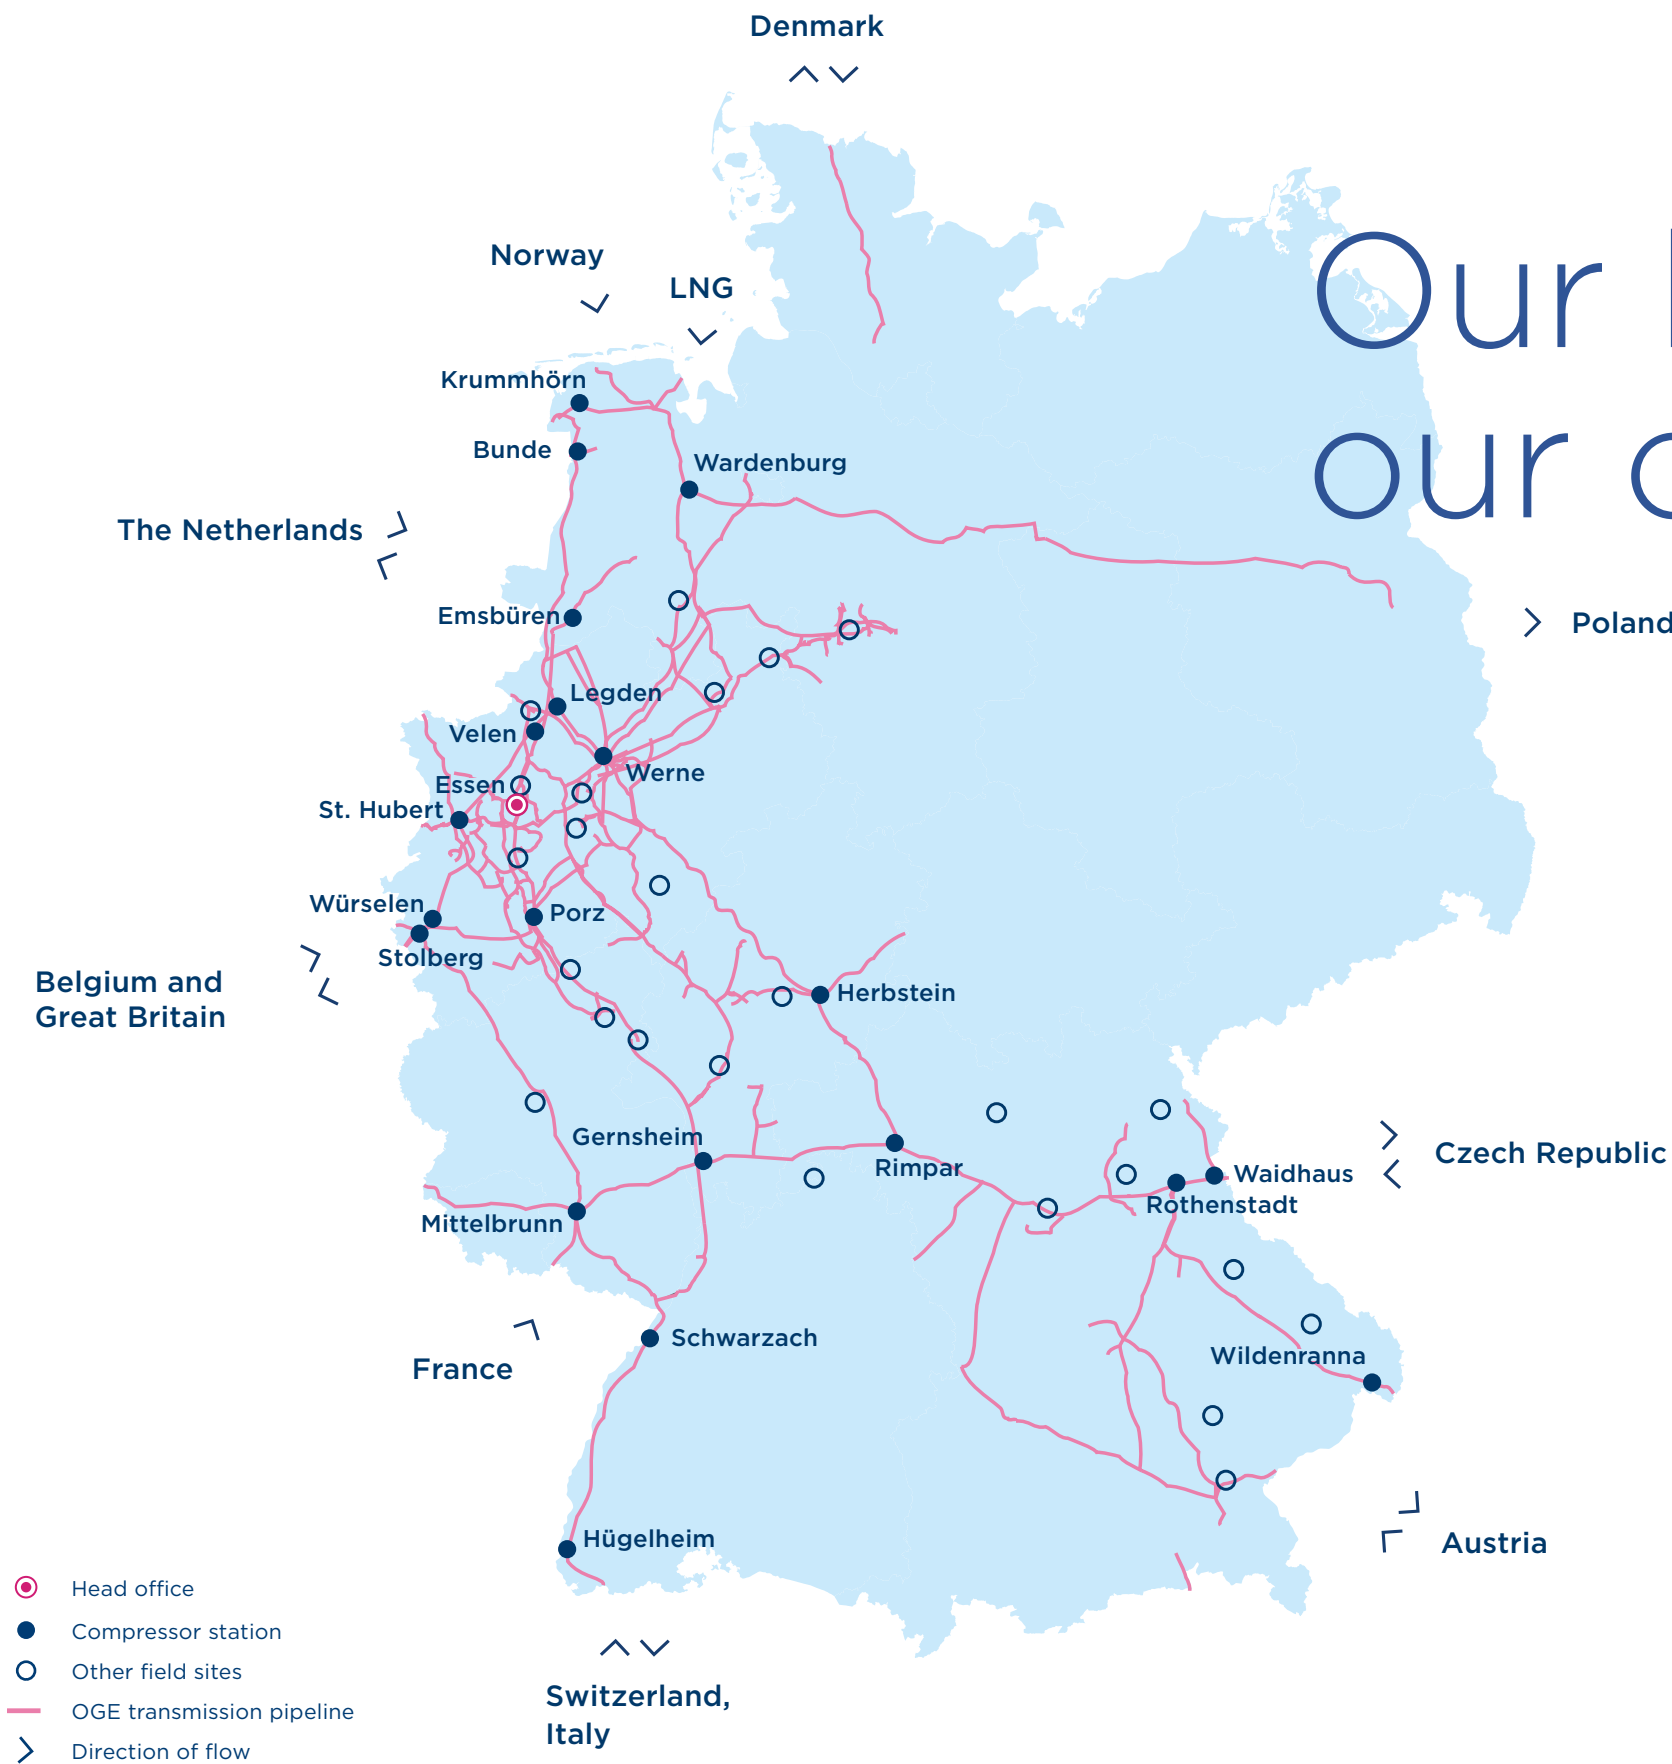 Denmark
Norway
LNG
Our
Krummhörn
Bunde
Wardenburg
our
The Netherlands
Emsbüren
Poland
Legden
Velen
Werne
Essen
St. Hubert
Würselen
Porz
Stolberg
Belgium and
Great Britain
Herbstein
Gernsheim
Rimpar
Czech Republic
Waidhaus
Rothenstadt
Mittelbrunn
Schwarzach
France
Wildenranna
Hügelheim
Austria
Head office
Compressor station
Other field sites
OGE transmission pipeline
Direction of flow
Switzerland,
Italy